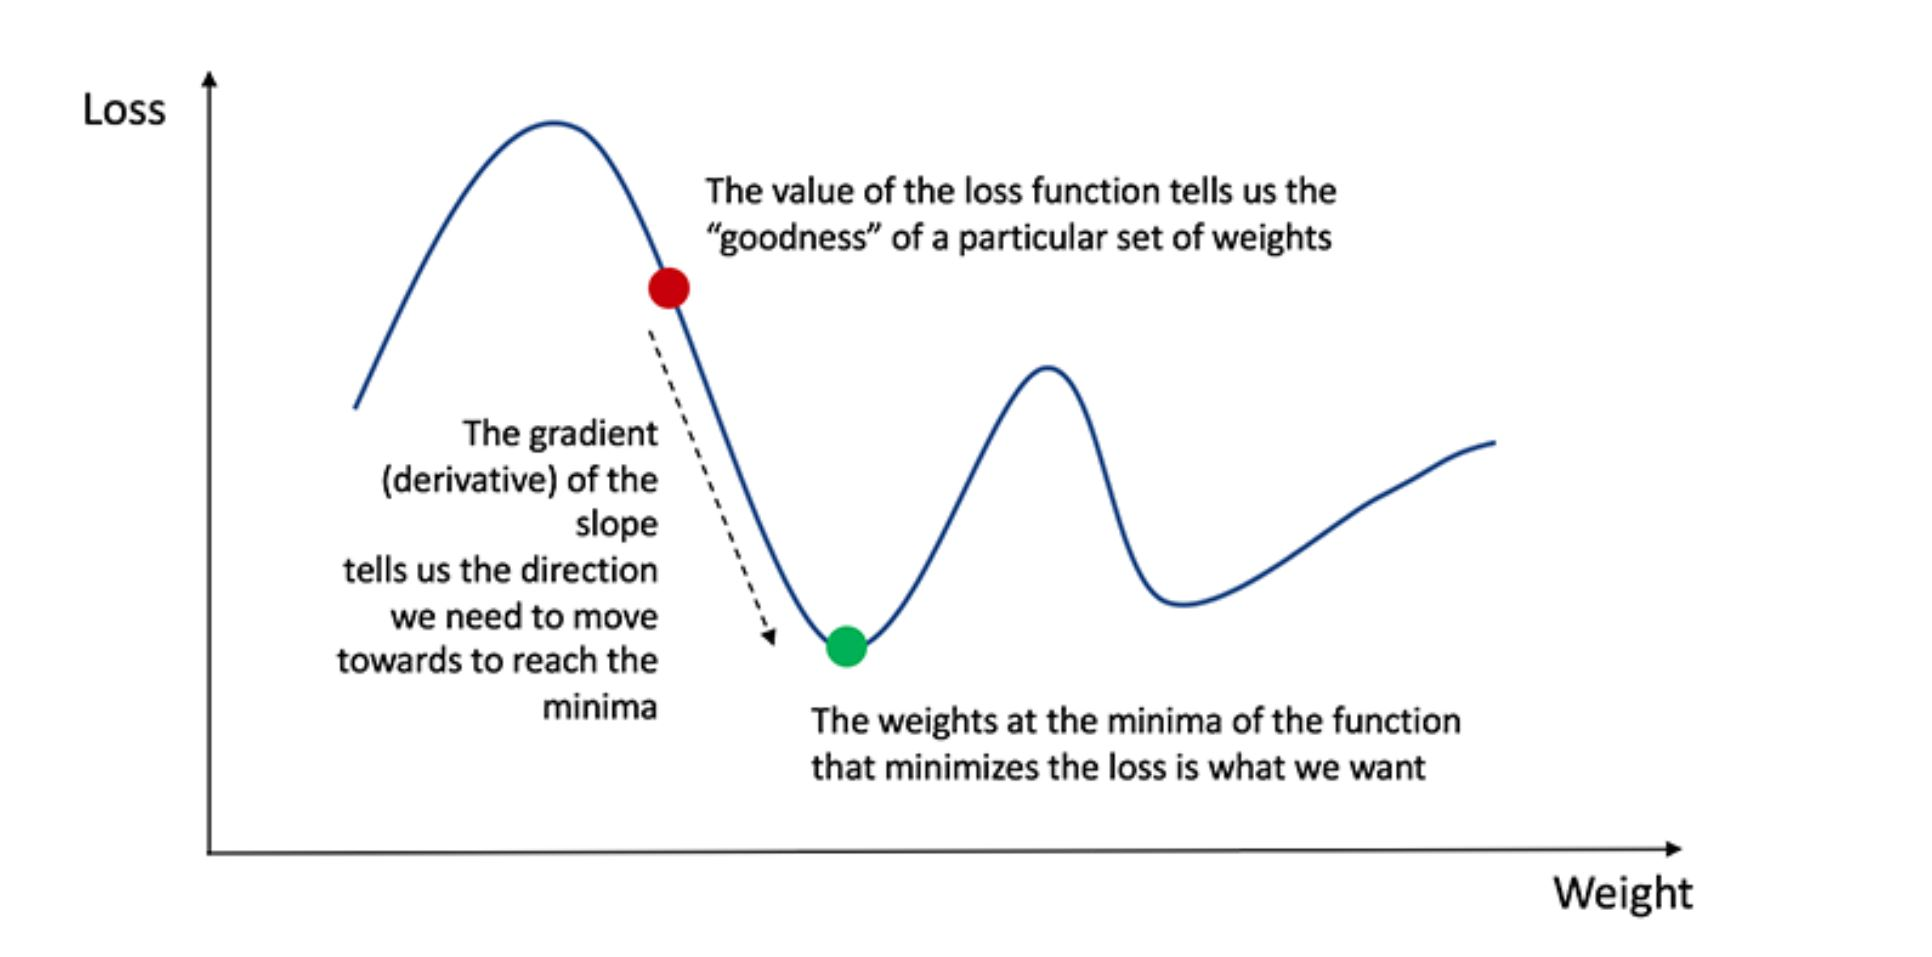 Loss
The value of the loss function tells us the
“goodness” of a particular set of weights
The gradient
(derivative) of the
slope
tells us the direction
we need to move
towards to reach the
minima
The weights at the minima of the function
that minimizes the loss is what we want
Weight